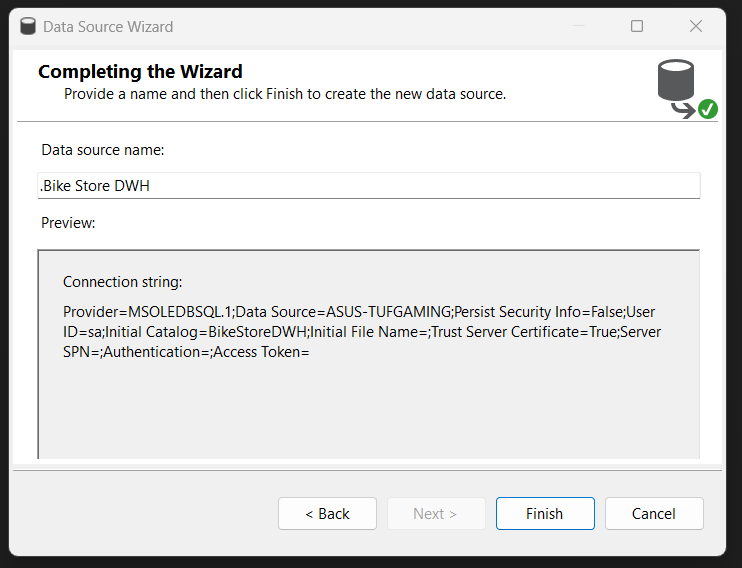 Data Source Wizard
Completing the Wizard
Provide a name and then click Finish to create the new data source.
Data source name:
.Bike Store DWH
Preview:
Connection string:
Provider=MSOLEDBSQL.1;Data Source=ASUS-TUFGAMING;Persist Security Info=False;User
ID=sa;Initial Catalog=BikeStoreDWH;Initial File Name=;Trust Server Certificate=True;Server
SPN=;Authentication=;Access Token=
< Back
Next >
Finish
Cancel